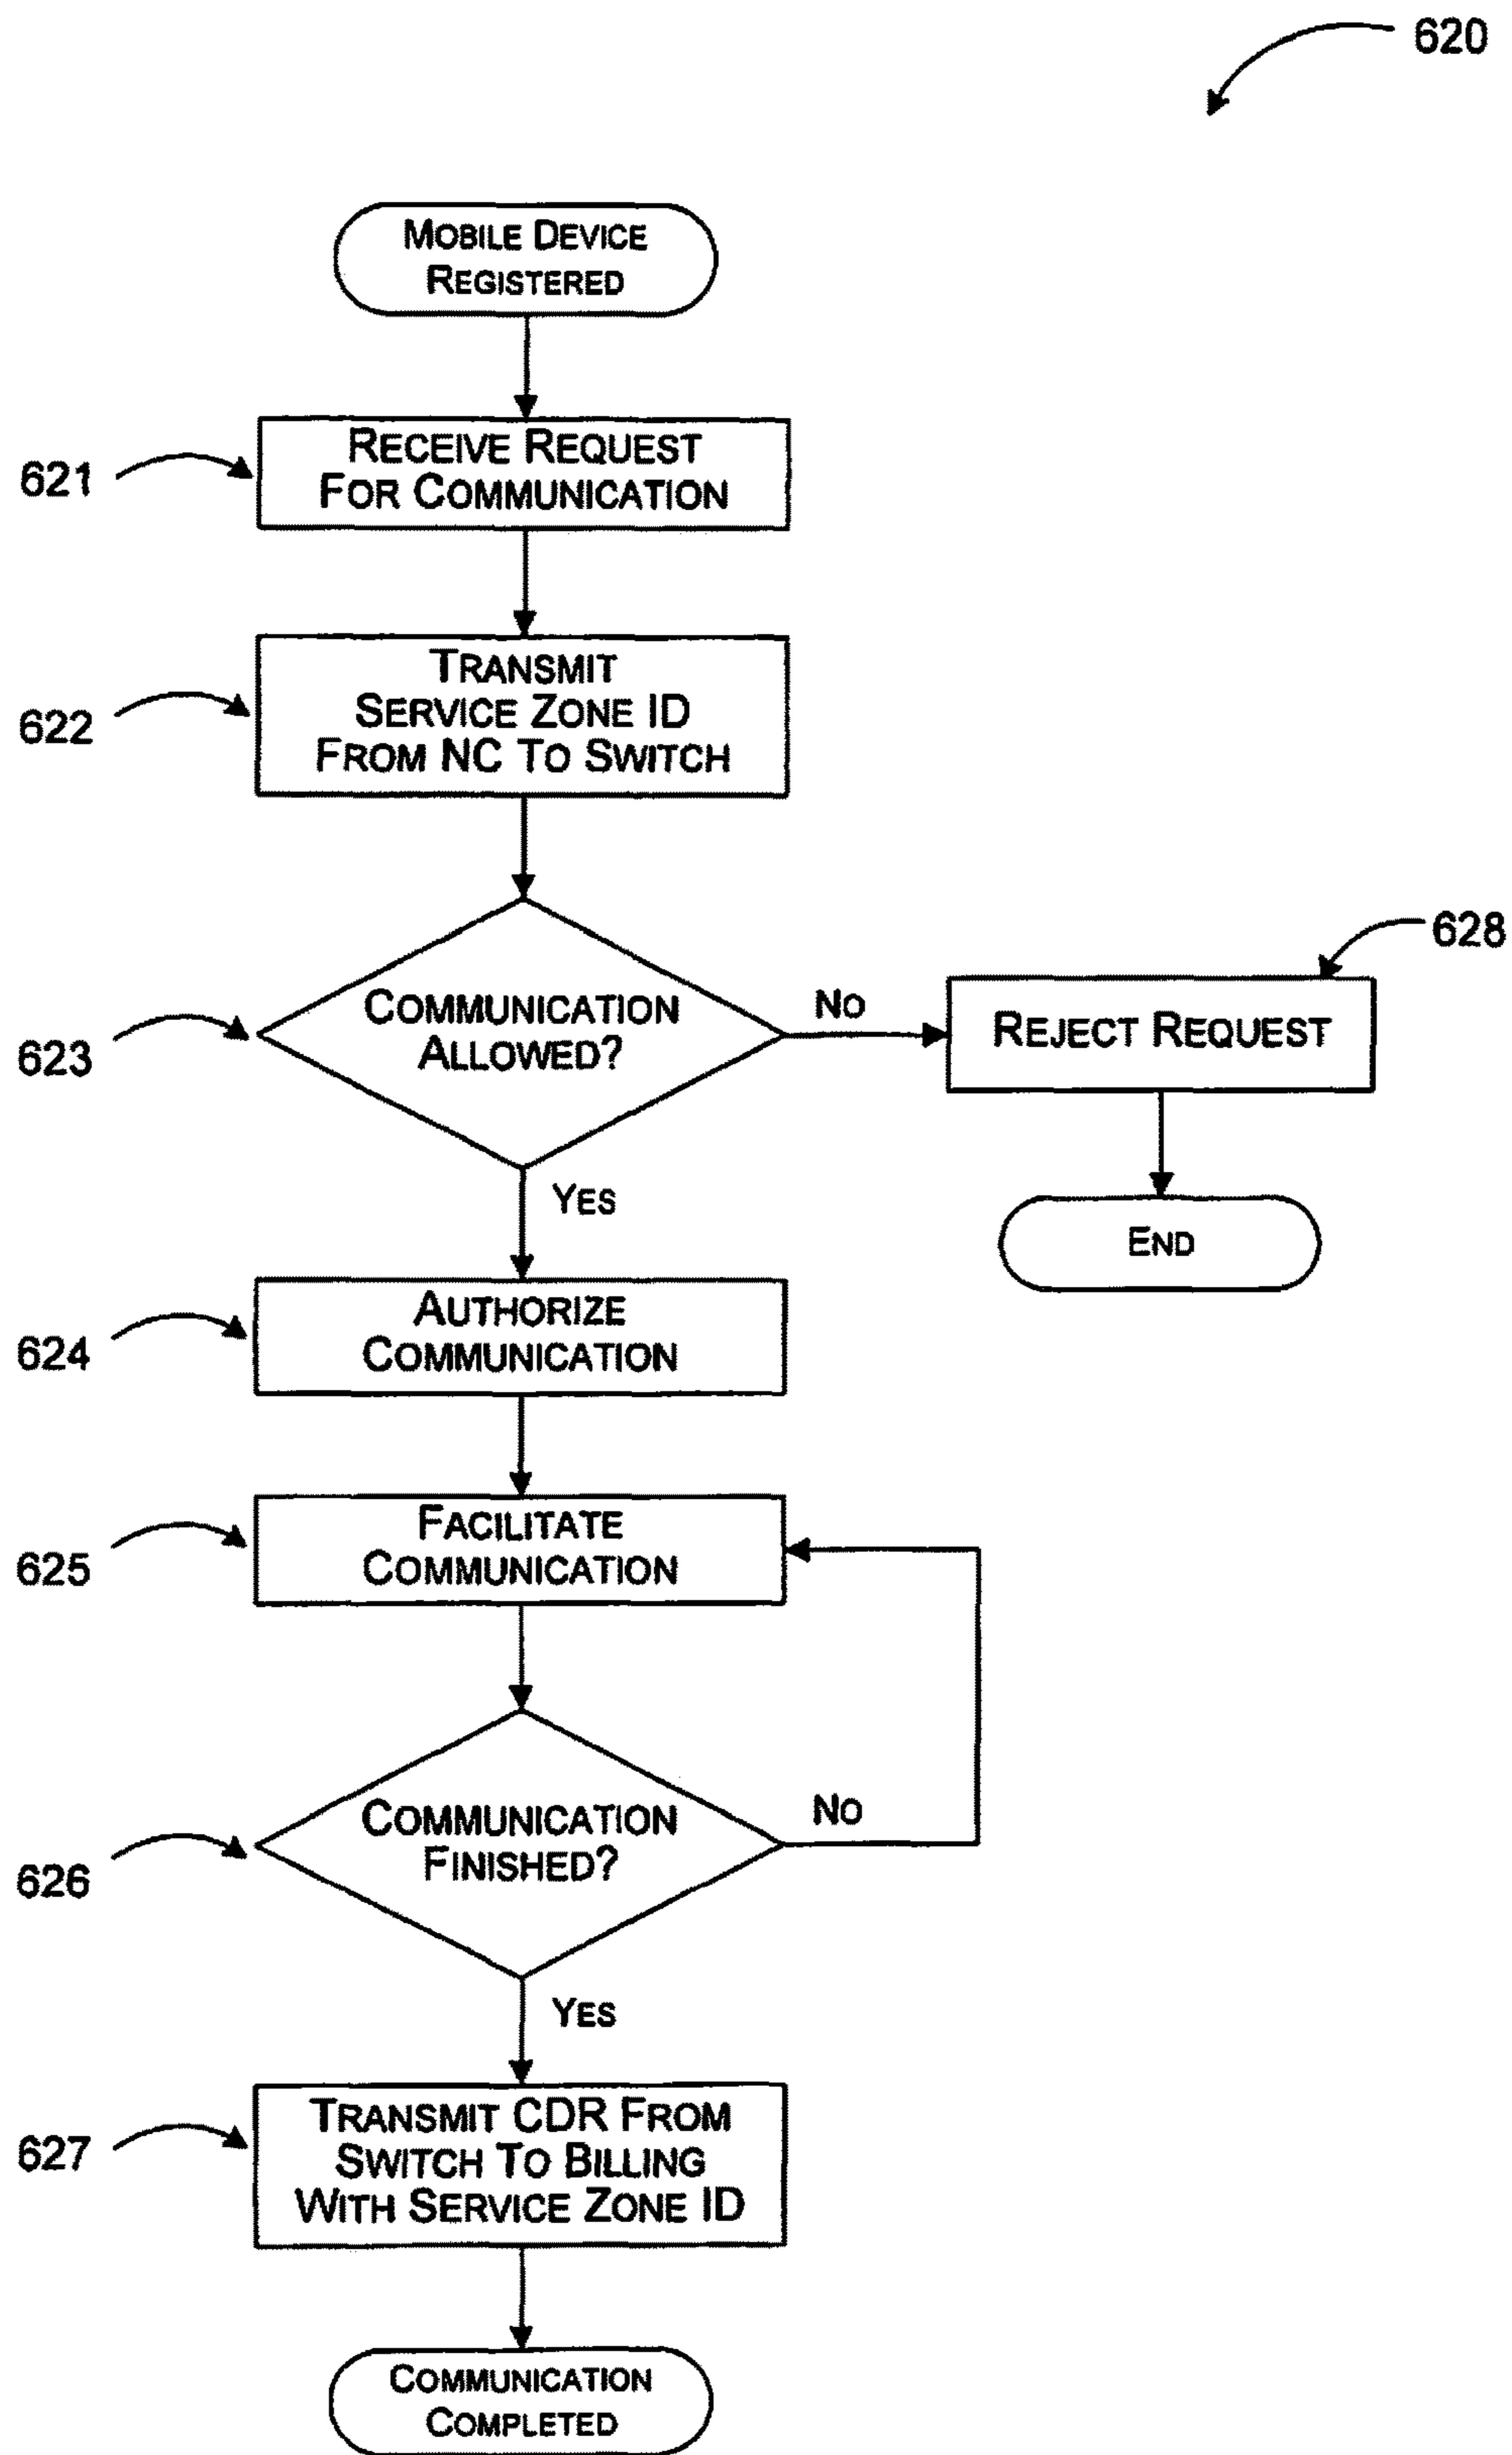 620
MOBILE DEVICE
REGISTERED
621
RECEIVE REQUEST
FOR COMMUNICATION
622
TRANSMIT
SERVICE ZONE ID
FROM NC TO SWITCH
623
COMMUNICATION
ALLOWED?
NO
628
REJECT REQUEST
END
YES
624
AUTHORIZE
COMMUNICATION
625
FACILITATE
COMMUNICATION
626
COMMUNICATION
FINISHED?
NO
YES
627
TRANSMIT CDR FROM
SWITCH TO BILLING
WITH SERVICE ZONE ID
COMMUNICATION
COMPLETED